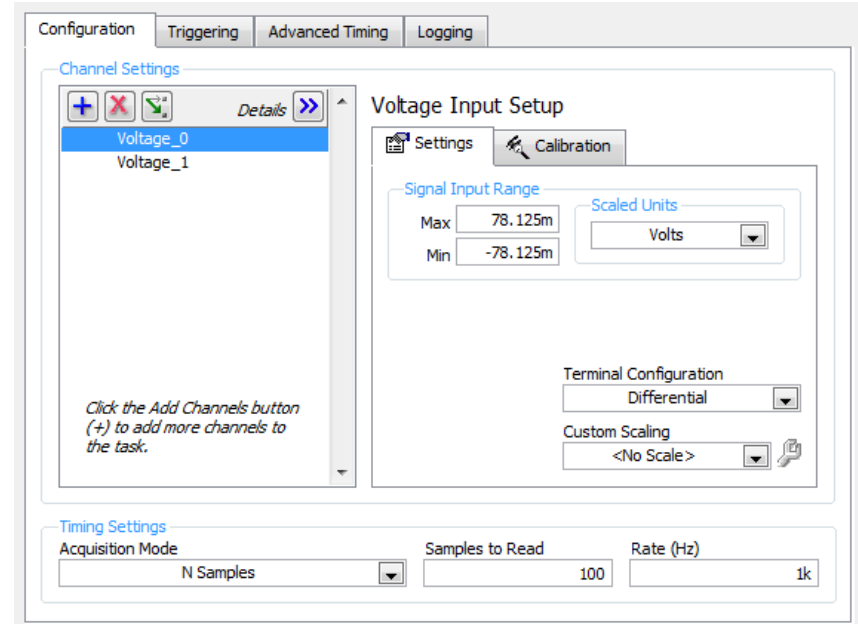 Configuration Triggering Advanced Timing Logging
Channel Settings
Details
Voltage_0
Voltage_1
Click the Add Channels button
(+) to add more channels to
the task.
Voltage Input Setup
Settings Calibration
Signal Input Range
Max 78.125m
Min -78.125m
Scaled Units
Volts
Terminal Configuration
Differential
Custom Scaling
<No Scale>
Timing Settings
Acquisition Mode Samples to Read Rate (Hz)
N Samples 100 1k